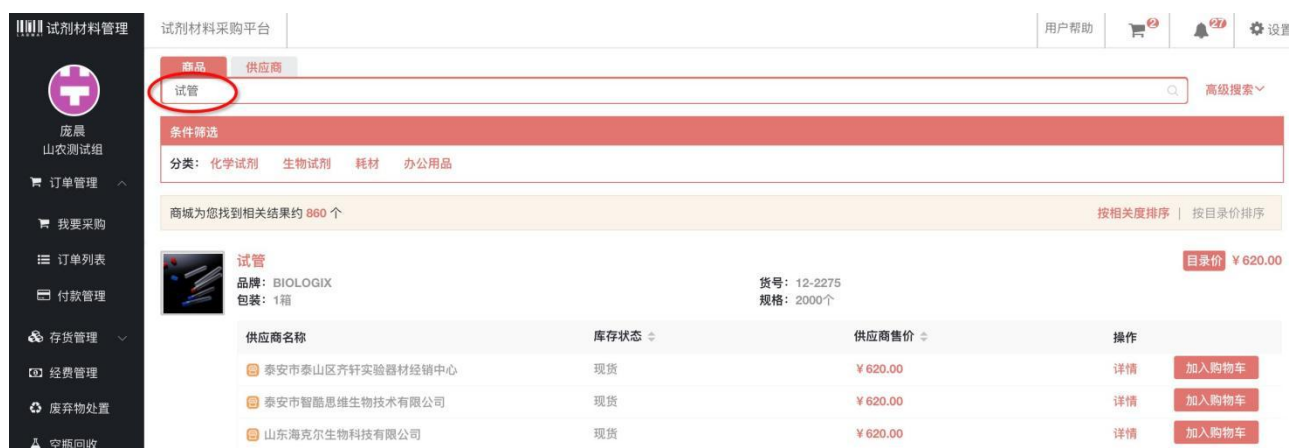 试剂材料管理
试剂材料采购平台
用户帮助
2
27
设置
庞晨
山农测试组
订单管理
我要采购
订单列表
付款管理
存货管理
经费管理
废弃物处置
空瓶回收
商品 供应商
试管
高级搜索
条件筛选
分类： 化学试剂 生物试剂 耗材 办公用品
商城为您找到相关结果约 860 个
按相关度排序 | 按目录价排序
试管
目录价 ¥620.00
品牌： BIOLOGIX 货号： 12-2275
包装： 1箱 规格： 2000个
供应商名称 库存状态 供应商售价 操作
泰安市泰山区齐轩实验器材经销中心 现货 ¥620.00 详情 加入购物车
泰安市智酷思维生物技术有限公司 现货 ¥620.00 详情 加入购物车
山东海克尔生物科技有限公司 现货 ¥620.00 详情 加入购物车